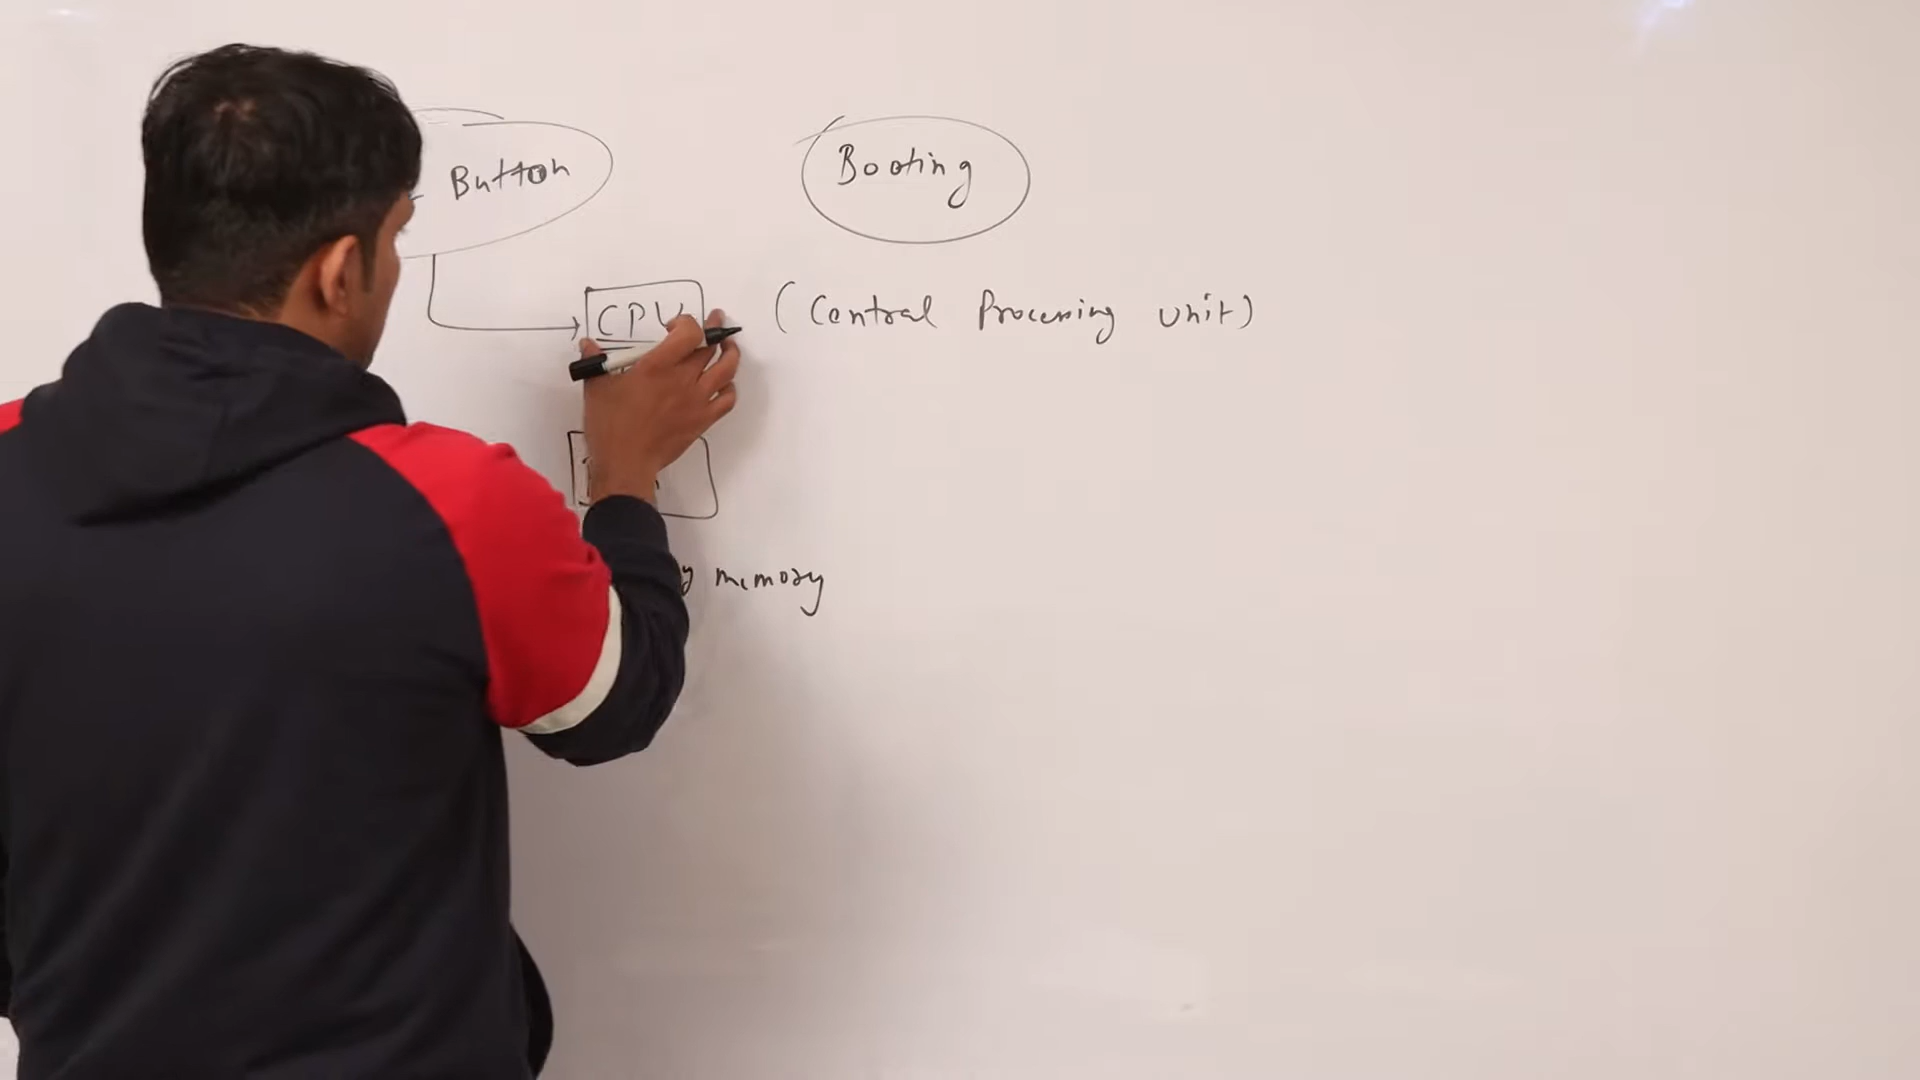 Button
Booting
CPU
(Central Processing unit)
memory